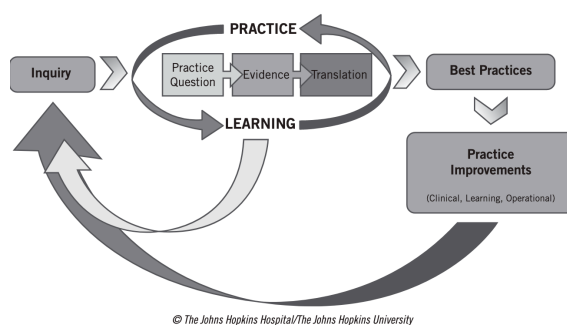 PRACTICE
Inquiry
Practice
Question
Evidence
Translation
Best Practices
LEARNING
Practice
Improvements
(Clinical, Learning, Operational)
© The Johns Hopkins Hospital/The Johns Hopkins University